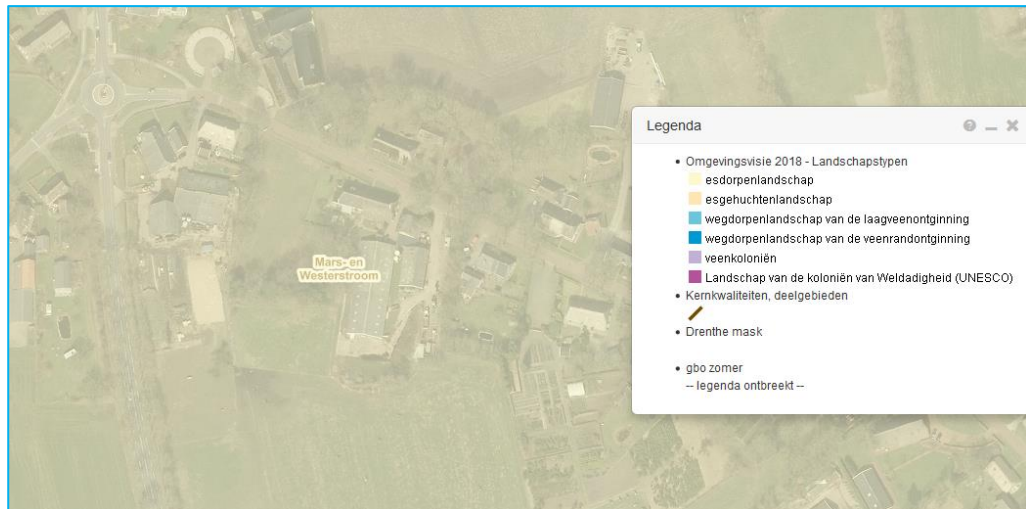 Mars- en
Westerstroom
Legenda
Omgevingsvisie 2018 - Landschapstypen
esdorpenlandschap
esgehuchtenlandschap
wegdorpenlandschap van de laagveenontginning
wegdorpenlandschap van de veenrandontginning
veenkoloniën
Landschap van de koloniën van Weldadigheid (UNESCO)
Kernkwaliteiten, deelgebieden
Drenthe mask
gbo zomer
-- legenda ontbreekt --